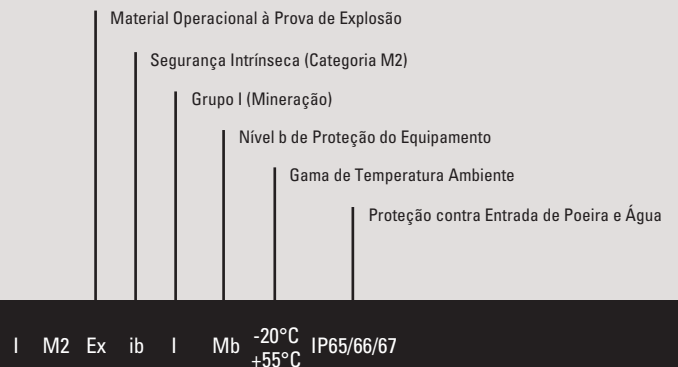 Material Operacional à Prova de Explosão
Segurança Intrínseca (Categoria M2)
Grupo I (Mineração)
Nível b de Proteção do Equipamento
Gama de Temperatura Ambiente
Proteção contra Entrada de Poeira e Água
I M2 Ex ib I Mb -20°C IP65/66/67
+55°C